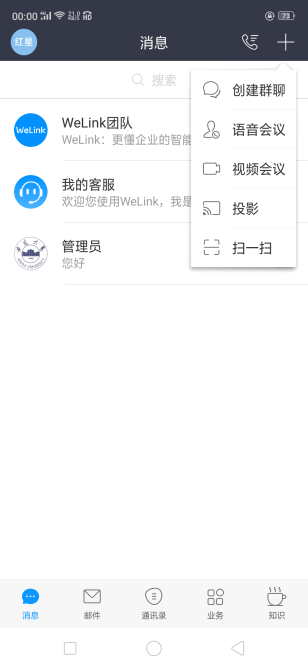 00:00
73
红星
消息
搜索
创建群聊
语音会议
视频会议
投影
扫一扫
WeLink
WeLink团队
WeLink：更懂企业的智能
我的客服
欢迎您使用WeLink，我是
管理员
您好
消息
邮件
通讯录
业务
知识